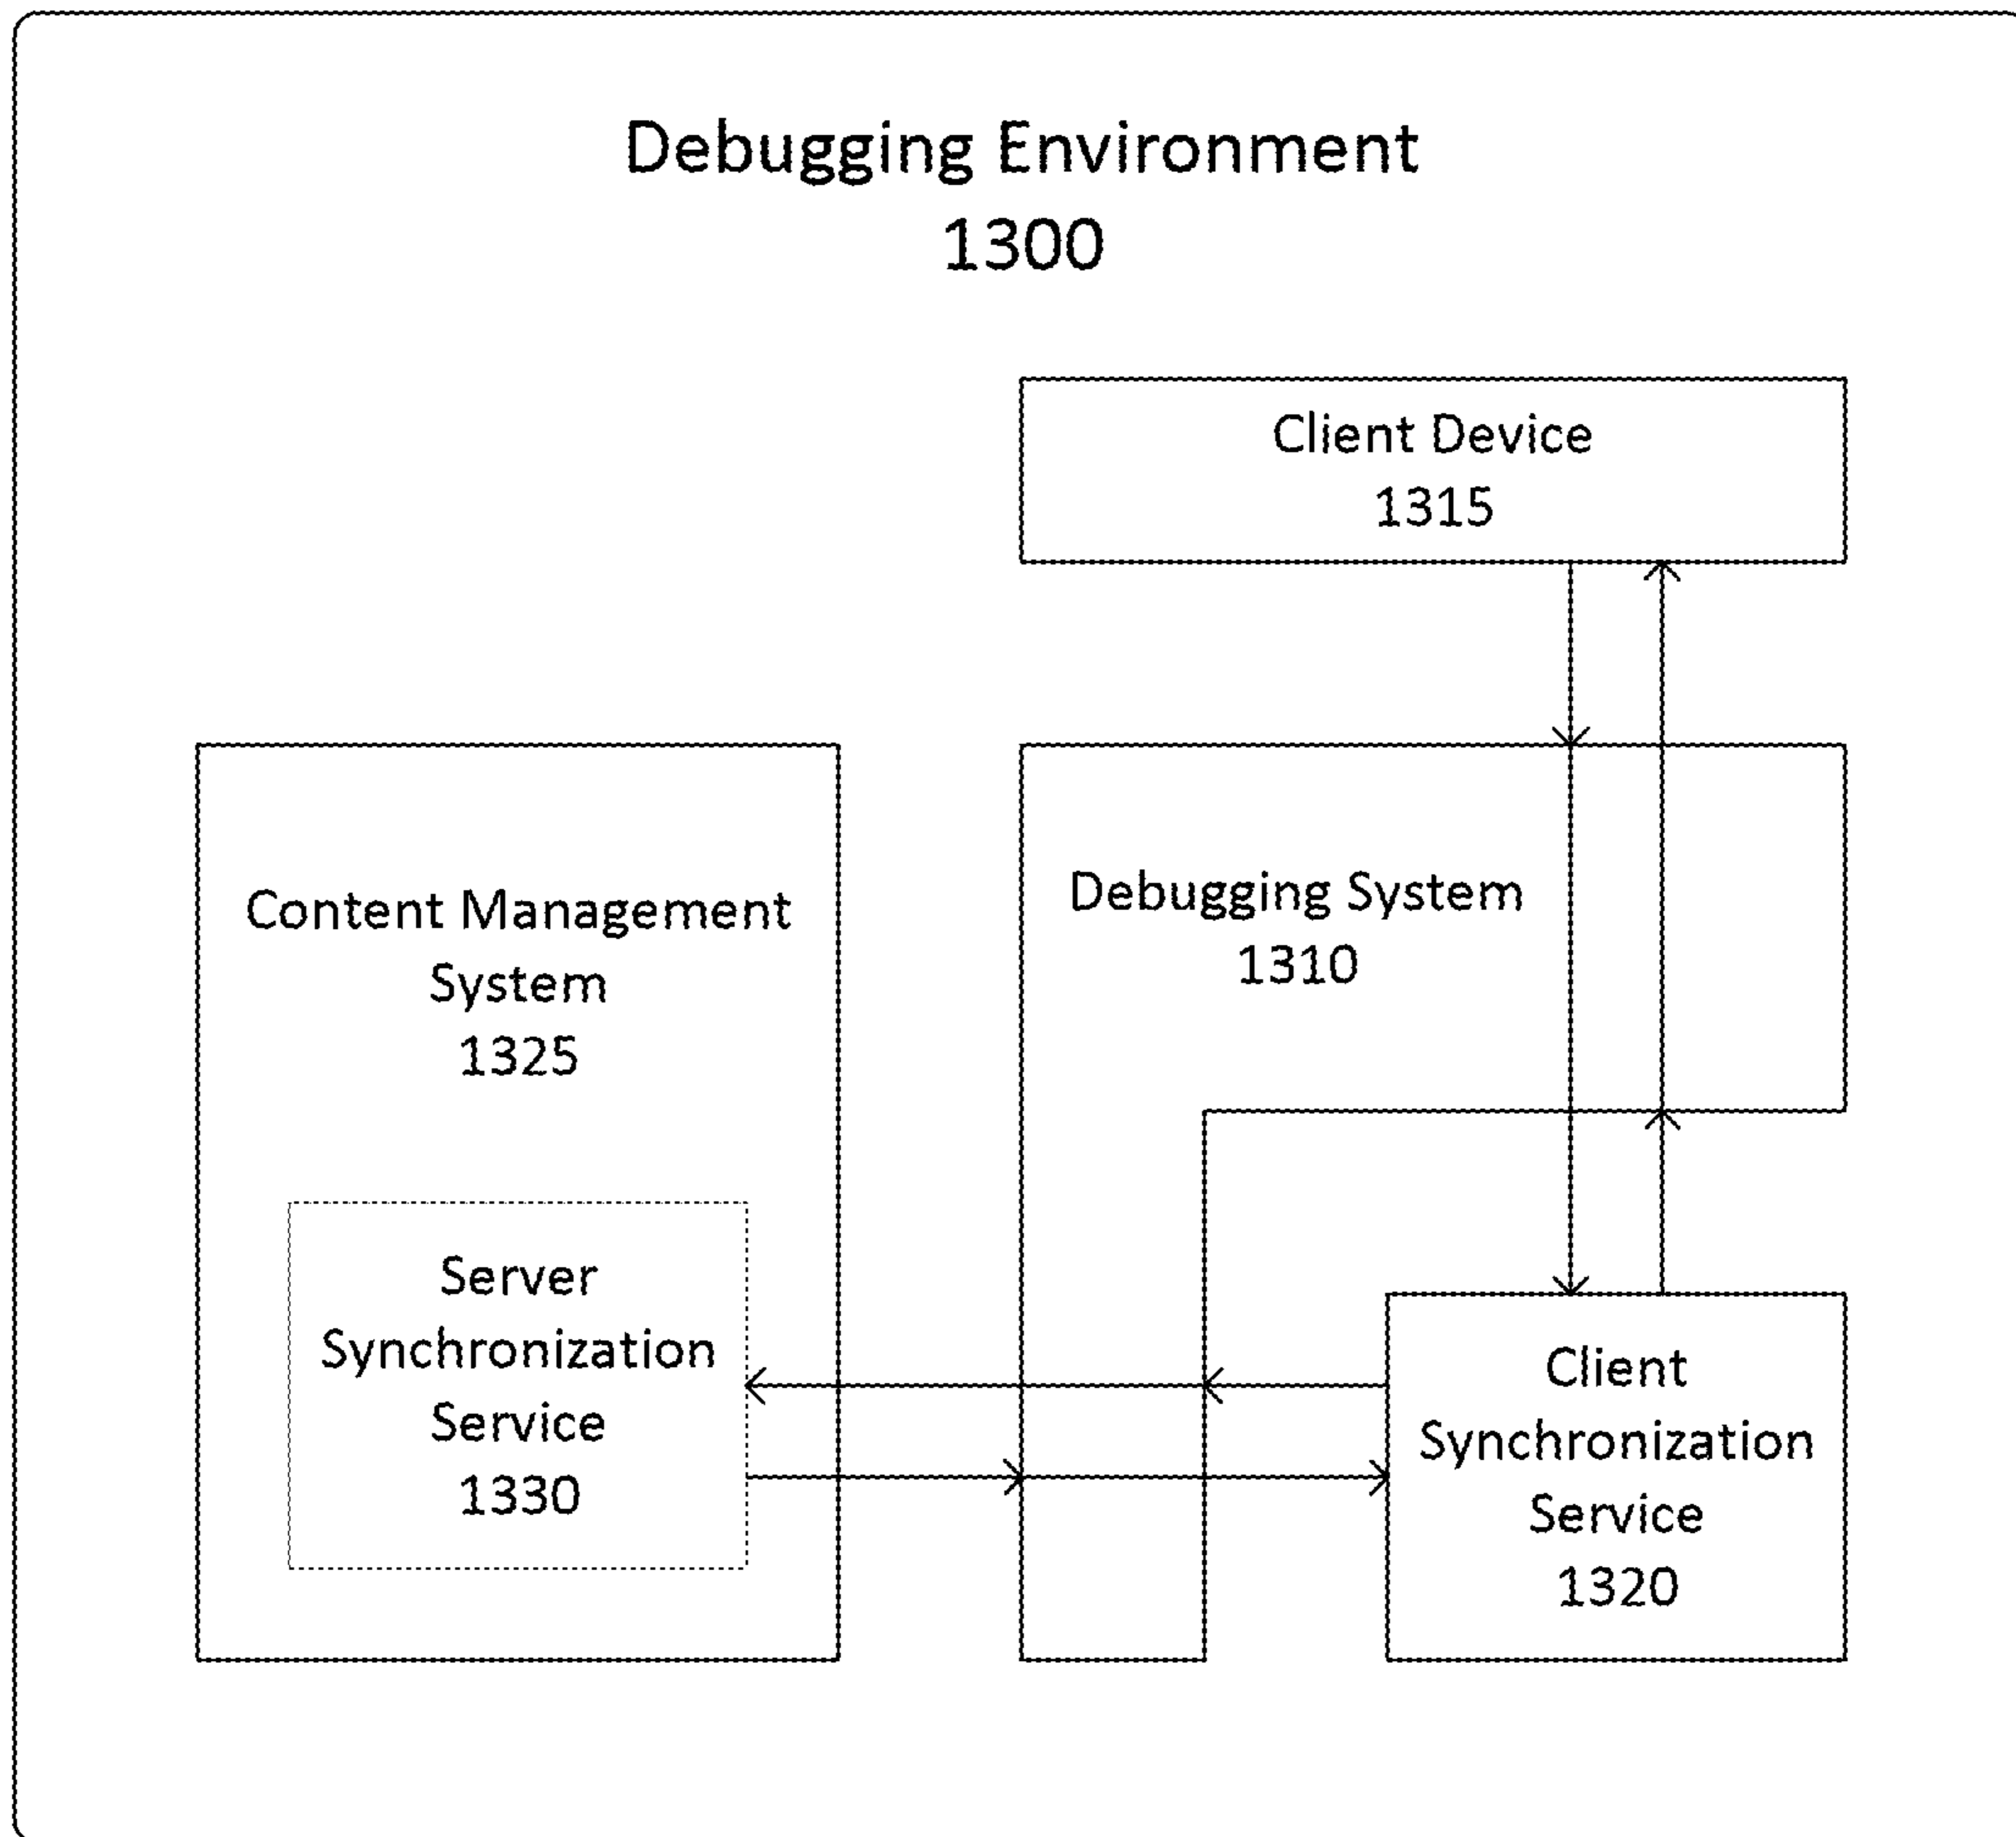 Debugging Environment
1300
Client Device
1315
Content Management
System
1325
Debugging System
1310
Server
Synchronization
Service
1330
Client
Synchronization
Service
1320